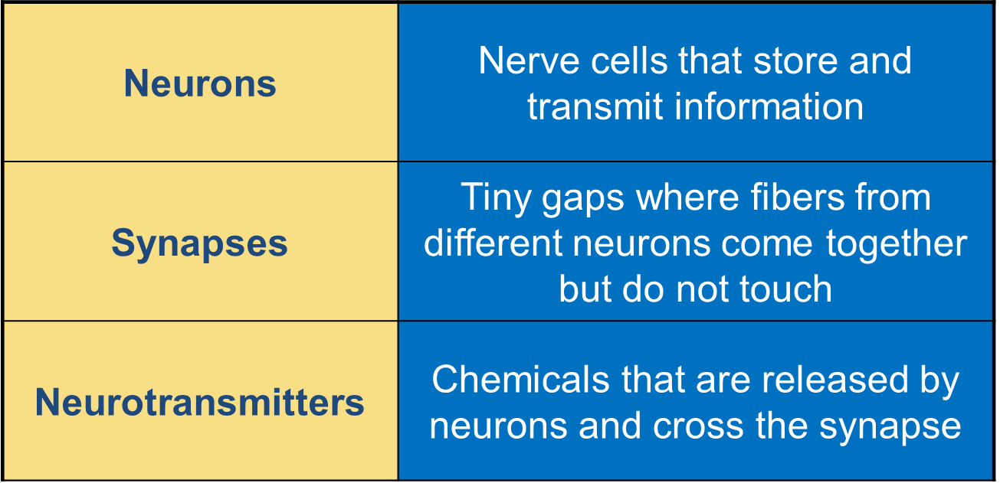 Neurons
Nerve cells that store and
transmit information
Synapses
Tiny gaps where fibers from
different neurons come together
but do not touch
Neurotransmitters
Chemicals that are released by
neurons and cross the synapse